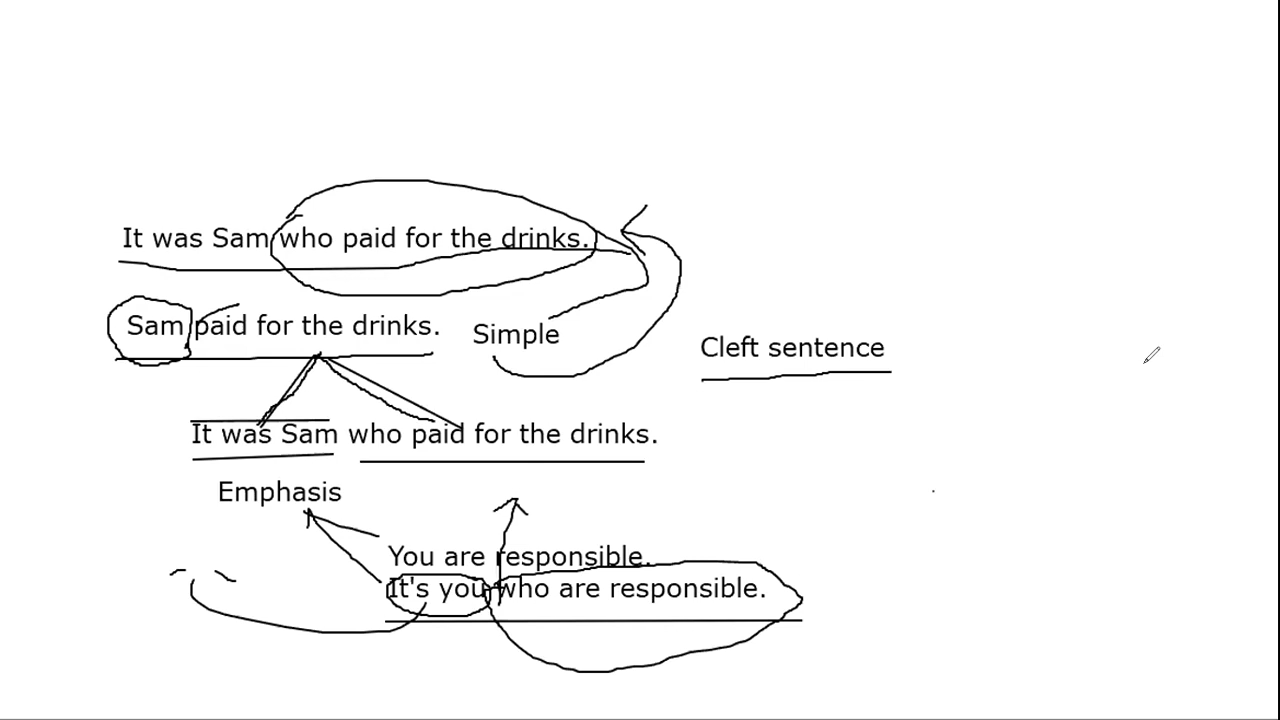 It was Sam who paid for the drinks.
Sam paid for the drinks.
Simple
Cleft sentence
It was Sam who paid for the drinks.
Emphasis
You are responsible.
It's you who are responsible.